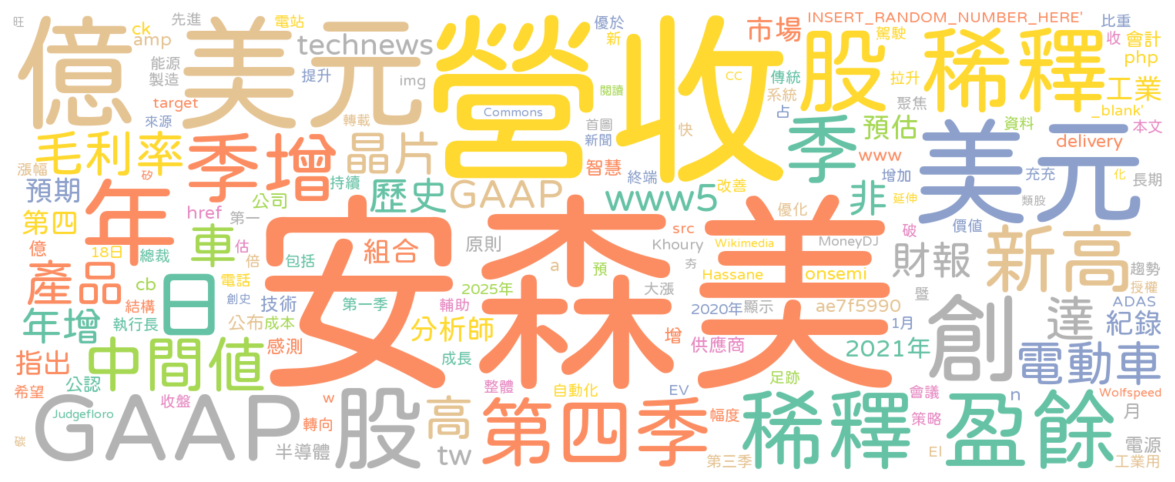 旺 先進 電站 優於 新 市場 INSERT_RANDOM_NUMBER_HERE' 比重
ck amp technews 駕駛 收 會計 php
億 美元 營收 股 稀釋
能源 製造 提升 img CC 傳統 系統 拉升 工業
target 來源 轉載 Commons 閱讀 首圖 新聞 快 占 聚焦 _blank'
毛利率 季增 晶片 季 預估 資料 delivery 本文
漲幅 矽 智慧 終端 www 增加 充充 化 長期
預期 年 持續 歷史 GAAP www5 改善 非 美元 延伸 類股
第四 href 第一 公司 優化 破 價值
億 18日 總裁 車 估 組合 原則 src Khoury Wikimedia MoneyDJ 財報 新高 趨勢 授權
產品 cb 電話 倍 包括 a 預 夯 Hassane onsemi 暨
結構 日 創史 技術 第一季 2025年 大漲 2020年 顯示 ae7f5990 1月 創 達 ADAS 紀錄
年增 執行長 公布 成本 輔助 安森美 分析師 增 供應商
指出 中間值 感測 成長 2021年 電動車
希望 公認 收盤 整體 自動化 EV 足跡 會議 n Wolfspeed
Judgefloro w 轉向 幅度 策略 月
GAAP 股 高 第四季 稀釋 盈餘
碳 半導體 tw 第三季 El 電源 工業用